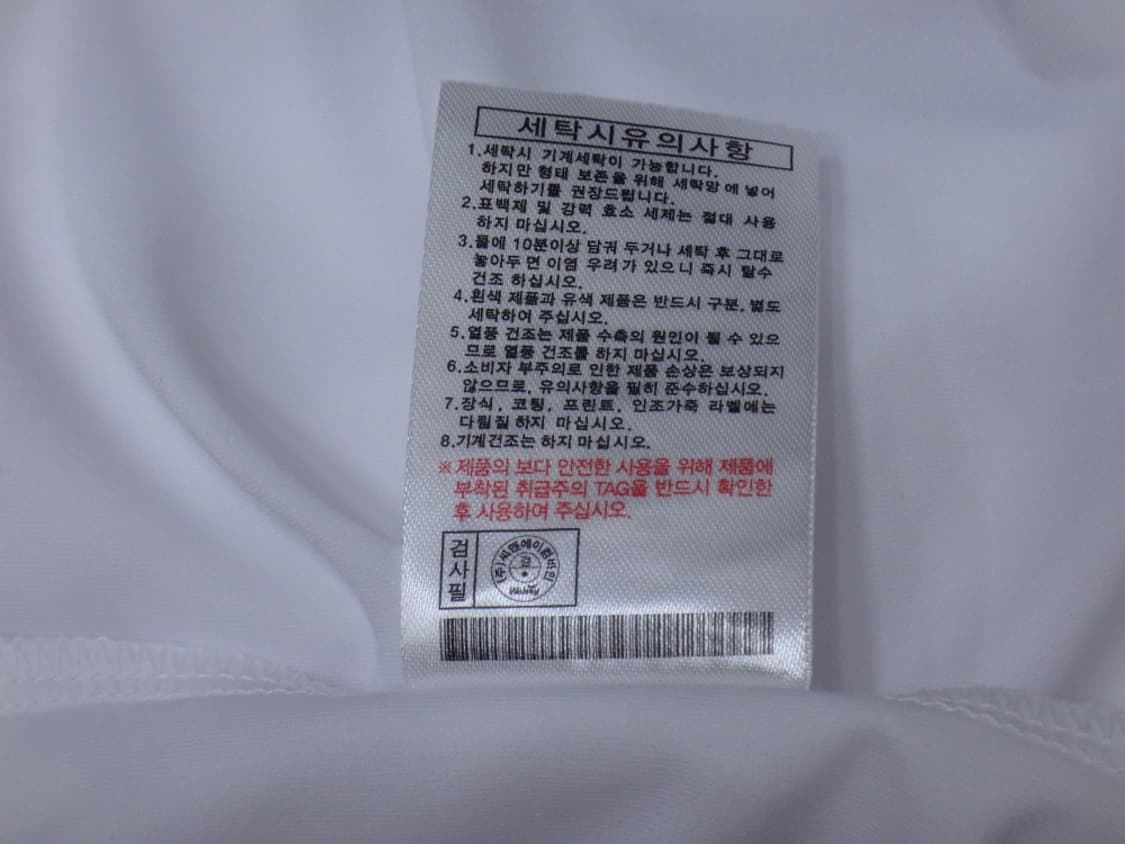 세탁시유의사항
1.세탁시 기계세탁이 가능합니다.
하지만 형태 보존을 위해 세탁망에 넣어
세탁하기를 권장드립니다.
2.표백제 및 강력 효소 세제는 절대 사용
하지 마십시오.
3.물에 10분이상 담궈 두거나 세탁 후 그대로
놓아두면 이염 우려가 있으니 즉시 탈수
건조 하십시오.
4.흰색 제품과 유색 제품은 반드시 구분, 별도
세탁하여 주십시오.
5.열풍 건조는 제품 수축의 원인이 될 수 있으
므로 열풍 건조를 하지 마십시오.
6.소비자 부주의로 인한 제품 손상은 보상되지
않으므로, 유의사항을 필히 준수하십시오.
7.장식, 코팅, 프린트, 인조가죽 라벨에는
다림질 하지 마십시오.
8.기계건조는 하지 마십시오.
※제품의 보다 안전한 사용을 위해 제품에
부착된 취급주의 TAG을 반드시 확인한
후 사용하여 주십시오.
검사필
(주)씨앤에이컴바인
검